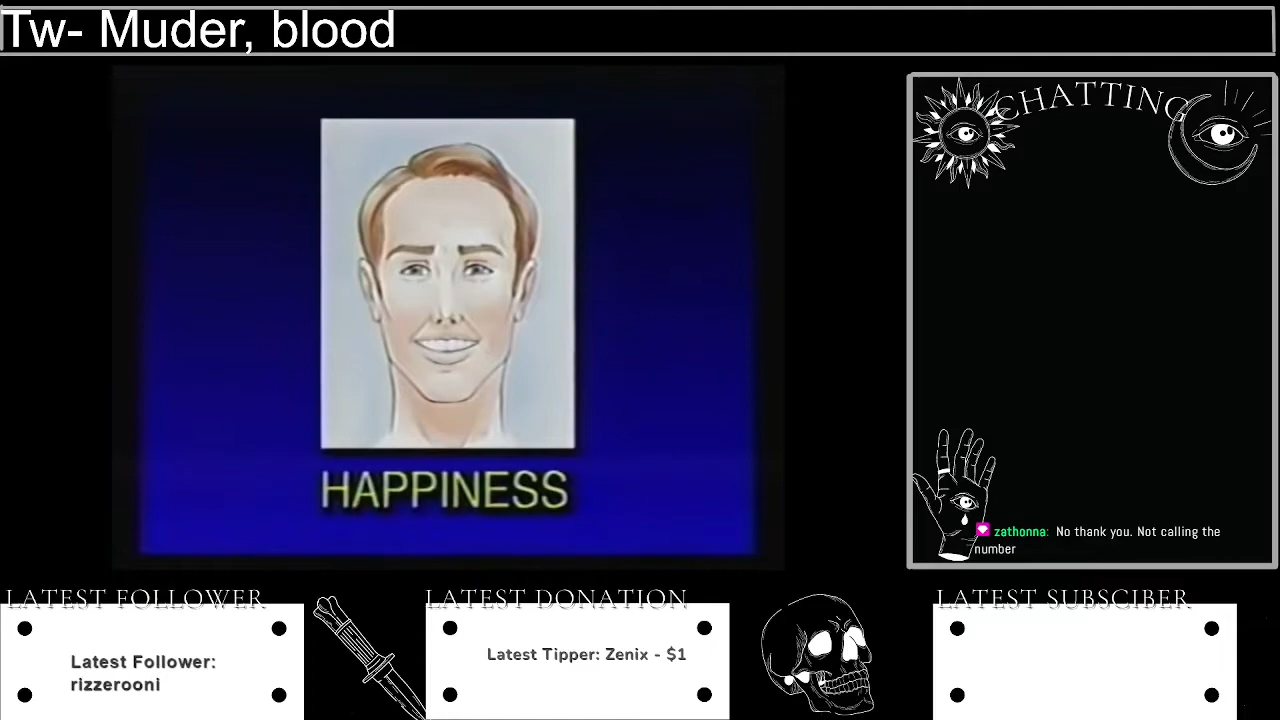 Tw- Muder, blood
CHATTING
HAPPINESS
zathonna: No thank you. Not calling the
number
LATEST FOLLOWER
LATEST DONATION
LATEST SUBSCIBER
Latest Follower:
rizzerooni
Latest Tipper: Zenix - $1